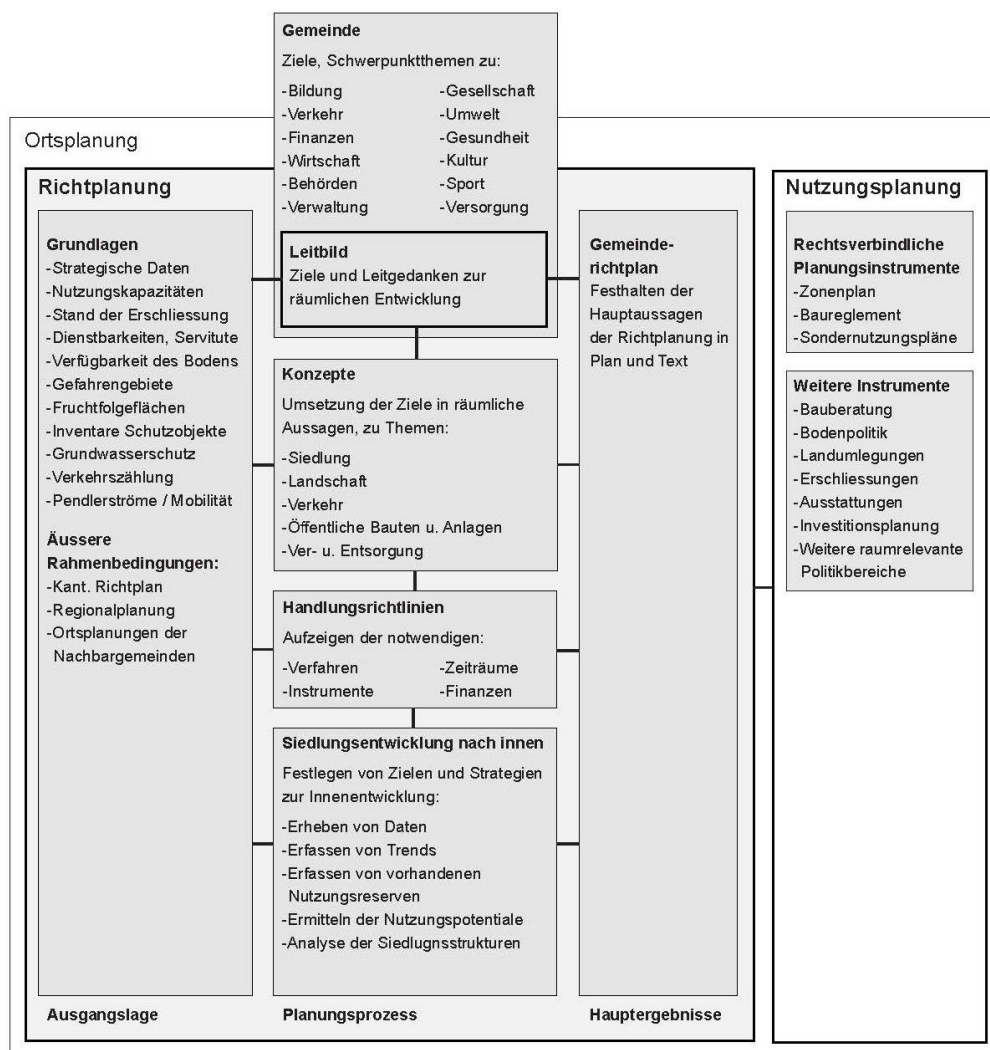 Gemeinde
Ziele, Schwerpunktthemen zu:
-Bildung
-Verkehr
-Finanzen
-Wirtschaft
-Behörden
-Verwaltung
-Gesellschaft
-Umwelt
-Gesundheit
-Kultur
-Sport
-Versorgung
Ortsplanung
Richtplanung
Grundlagen
-Strategische Daten
-Nutzungskapazitäten
-Stand der Erschliessung
-Dienstbarkeiten, Servitute
-Verfügbarkeit des Bodens
-Gefahrengebiete
-Fruchtfolgeflächen
-Inventare Schutzobjekte
-Grundwasserschutz
-Verkehrszählung
-Pendlerströme / Mobilität
Äussere
Rahmenbedingungen:
-Kant. Richtplan
-Regionalplanung
-Ortsplanungen der
Nachbargemeinden
Ausgangslage
Leitbild
Ziele und Leitgedanken zur
räumlichen Entwicklung
Konzepte
Umsetzung der Ziele in räumliche
Aussagen, zu Themen:
-Siedlung
-Landschaft
-Verkehr
-Öffentliche Bauten u. Anlagen
-Ver- u. Entsorgung
Handlungsrichtlinien
Aufzeigen der notwendigen:
-Verfahren
-Instrumente
-Zeiträume
-Finanzen
Siedlungsentwicklung nach innen
Festlegen von Zielen und Strategien
zur Innenentwicklung:
-Erheben von Daten
-Erfassen von Trends
-Erfassen von vorhandenen
Nutzungsreserven
-Ermitteln der Nutzungspotentiale
-Analyse der Siedlugnsstrukturen
Planungsprozess
Gemeinde-
richtplan
Festhalten der
Hauptaussagen
der Richtplanung in
Plan und Text
Hauptergebnisse
Nutzungsplanung
Rechtsverbindliche
Planungsinstrumente
-Zonenplan
-Baureglement
-Sondernutzungspläne
Weitere Instrumente
-Bauberatung
-Bodenpolitik
-Landumlegungen
-Erschliessungen
-Ausstattungen
-Investitionsplanung
-Weitere raumrelevante
Politikbereiche